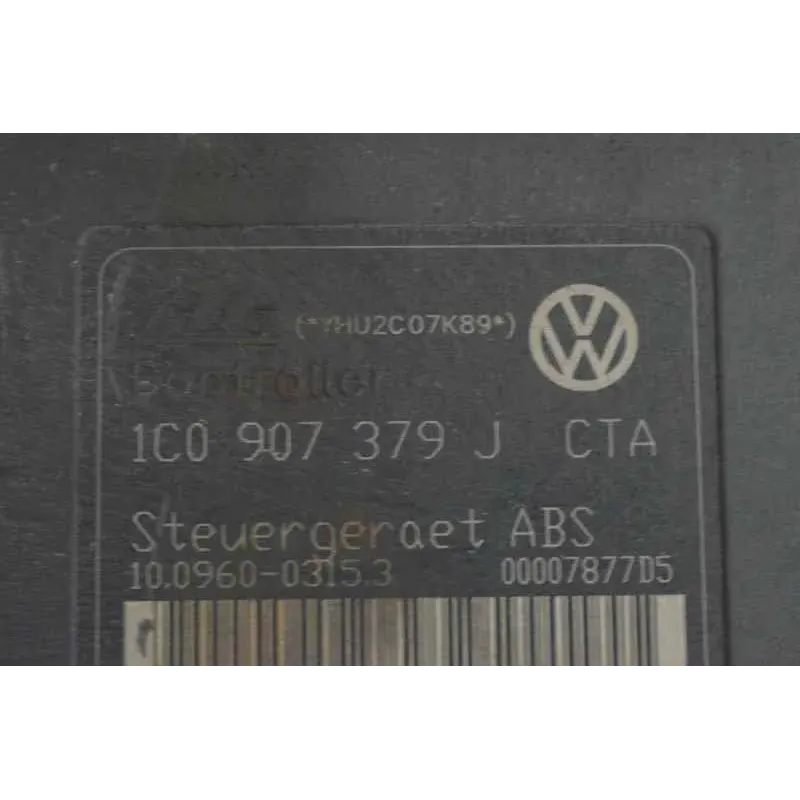 (*YHU2C07K89*)
1C0 907 379 J CTA
Steuergeraet ABS
10.0960-0315.3 00007877D5